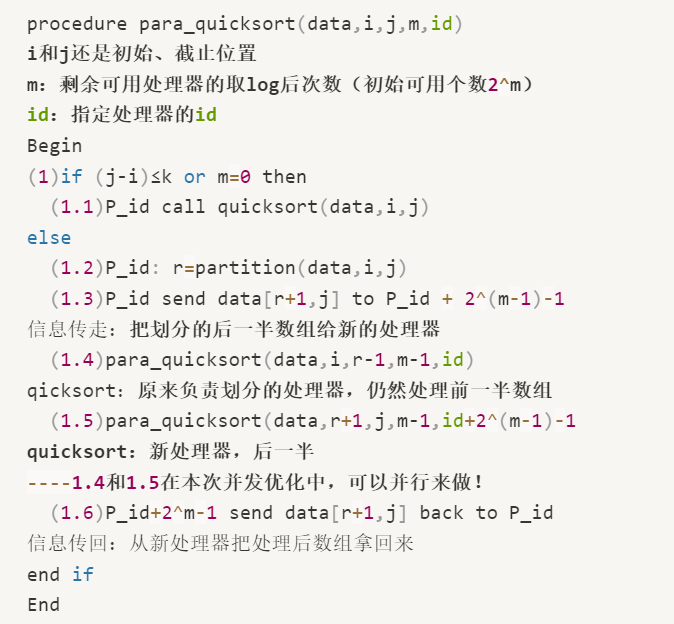 procedure para_quicksort(data,i,j,m,id)
i和j还是初始、截止位置
m：剩余可用处理器的取log后次数（初始可用个数2^m）
id：指定处理器的id
Begin
(1)if (j-i)≤k or m=0 then
(1.1)P_id call quicksort(data,i,j)
else
(1.2)P_id: r=partition(data,i,j)
(1.3)P_id send data[r+1,j] to P_id + 2^(m-1)-1
信息传走：把划分的后一半数组给新的处理器
(1.4)para_quicksort(data,i,r-1,m-1,id)
qicksort：原来负责划分的处理器，仍然处理前一半数组
(1.5)para_quicksort(data,r+1,j,m-1,id+2^(m-1)-1
quicksort：新处理器，后一半
----1.4和1.5在本次并发优化中，可以并行来做！
(1.6)P_id+2^m-1 send data[r+1,j] back to P_id
信息传回：从新处理器把处理后数组拿回来
end if
End